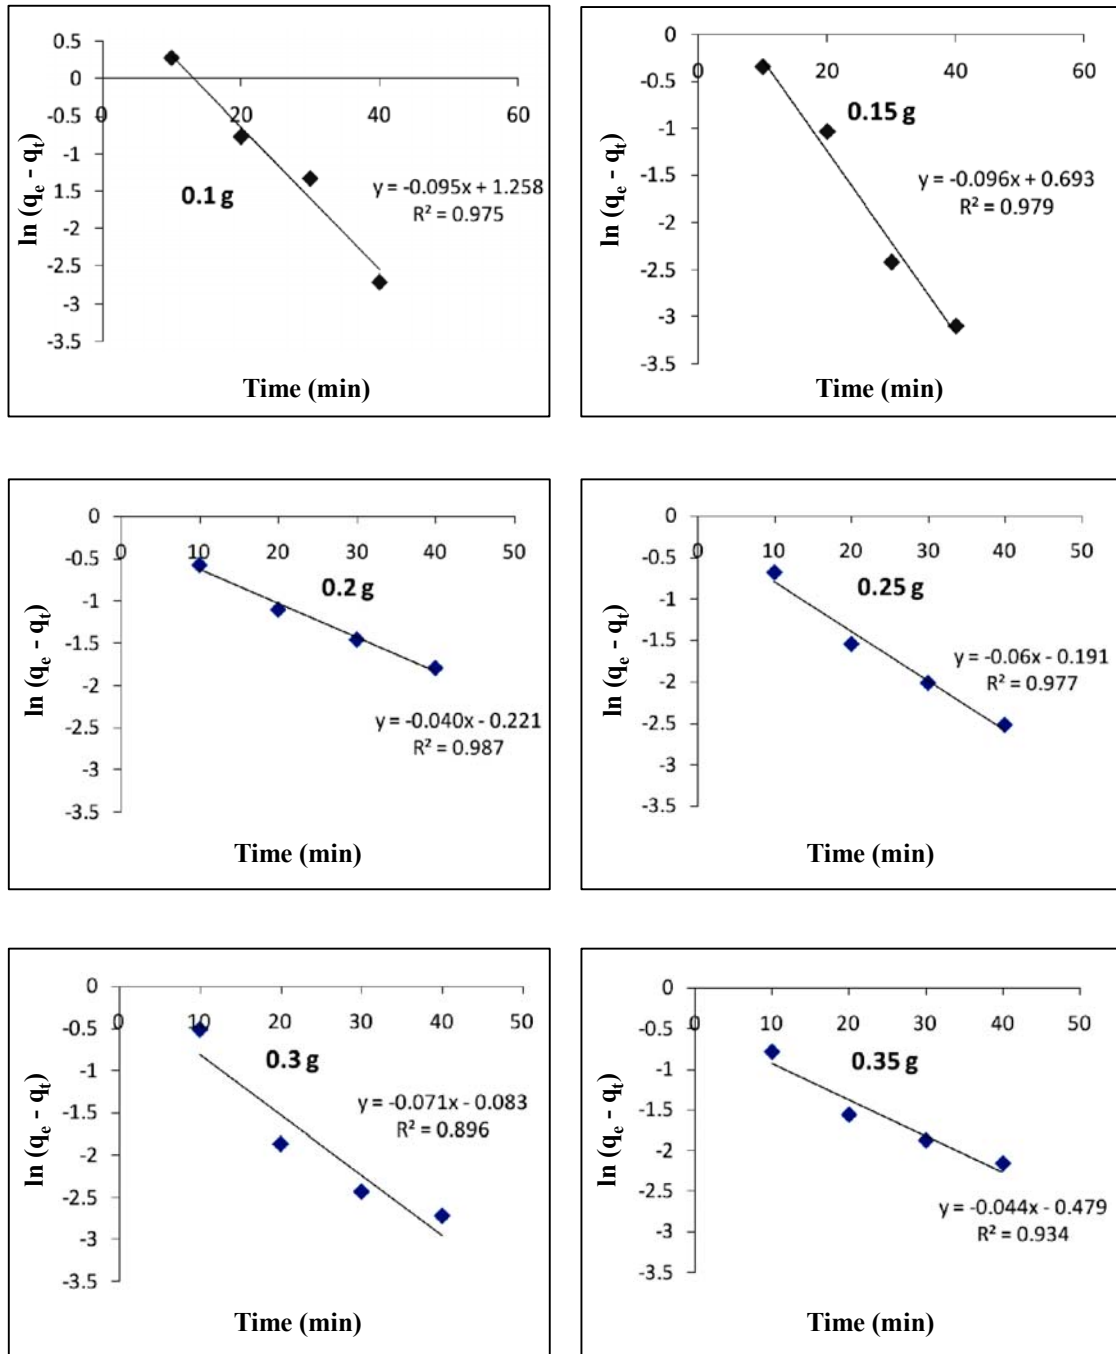 0.5
0
0
20
40
60
-0.5
-1
-1.5
-2
-2.5
-3
-3.5
ln (qe - qt)
0.1 g
y = -0.095x + 1.258
R² = 0.975
Time (min)
0
0
20
40
60
-0.5
-1
-1.5
-2
-2.5
-3
-3.5
ln (qe - qt)
0.15 g
y = -0.096x + 0.693
R² = 0.979
Time (min)
0
0
10
20
30
40
50
-0.5
-1
-1.5
-2
-2.5
-3
-3.5
ln (qe - qt)
0.2 g
y = -0.040x - 0.221
R² = 0.987
Time (min)
0
0
10
20
30
40
50
-0.5
-1
-1.5
-2
-2.5
-3
-3.5
ln (qe - qt)
0.25 g
y = -0.06x - 0.191
R² = 0.977
Time (min)
0
0
10
20
30
40
50
-0.5
-1
-1.5
-2
-2.5
-3
-3.5
ln (qe - qt)
0.3 g
y = -0.071x - 0.083
R² = 0.896
Time (min)
0
0
10
20
30
40
50
-0.5
-1
-1.5
-2
-2.5
-3
-3.5
ln (qe - qt)
0.35 g
y = -0.044x - 0.479
R² = 0.934
Time (min)